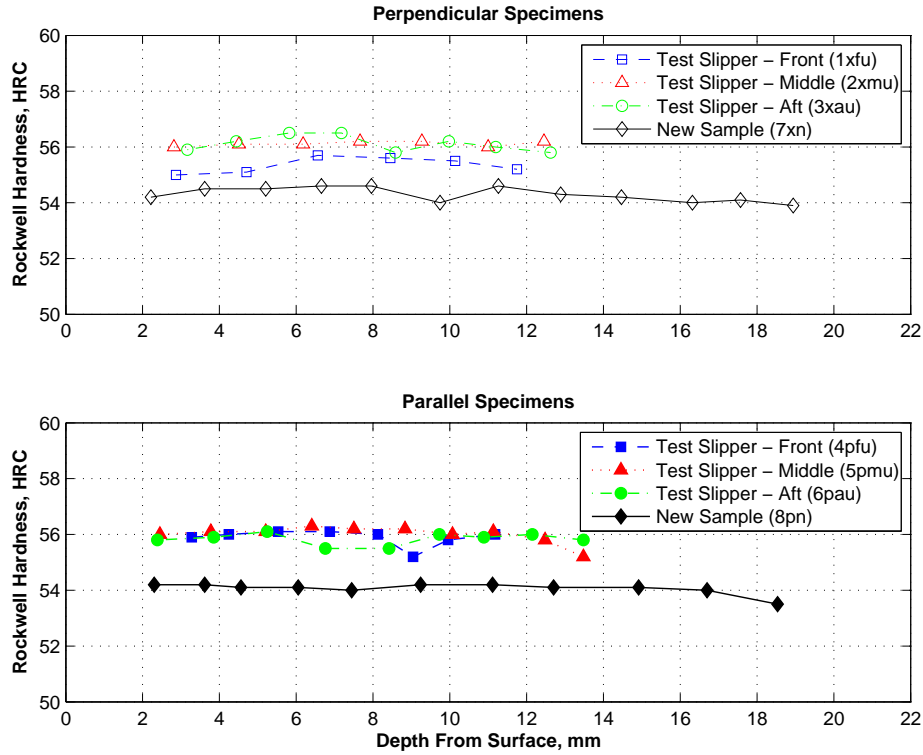 Perpendicular Specimens
Rockwell Hardness, HRC
60
58
56
54
52
50
0 2 4 6 8 10 12 14 16 18 20 22
Test Slipper – Front (1xfu)
Test Slipper – Middle (2xmu)
Test Slipper – Aft (3xau)
New Sample (7xn)
Parallel Specimens
Rockwell Hardness, HRC
60
58
56
54
52
50
0 2 4 6 8 10 12 14 16 18 20 22
Test Slipper – Front (4pfu)
Test Slipper – Middle (5pmu)
Test Slipper – Aft (6pau)
New Sample (8pn)
Depth From Surface, mm